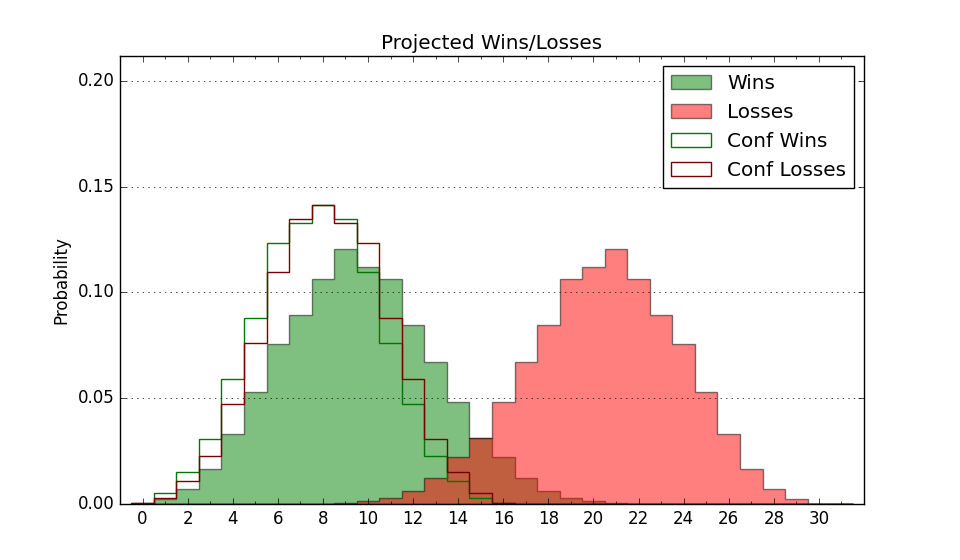 Projected Wins/Losses
Probability
0.20
0.15
0.10
0.05
0.00
Wins
Losses
Conf Wins
Conf Losses
0 2 4 6 8 10 12 14 16 18 20 22 24 26 28 30